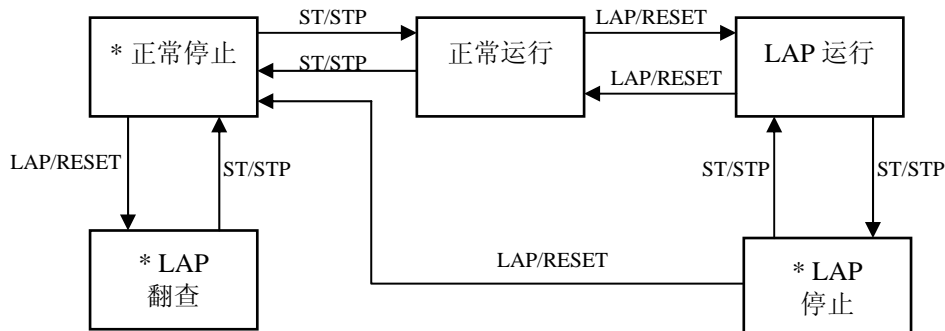 ST/STP
LAP/RESET
* 正常停止
正常运行
LAP 运行
ST/STP
LAP/RESET
LAP/RESET
ST/STP
ST/STP
ST/STP
* LAP
翻查
LAP/RESET
* LAP
停止